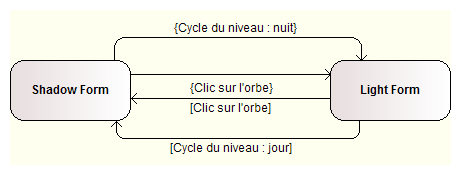 {Cycle du niveau : nuit}
Shadow Form
Light Form
{Clic sur l'orbe}
[Clic sur l'orbe]
[Cycle du niveau : jour]